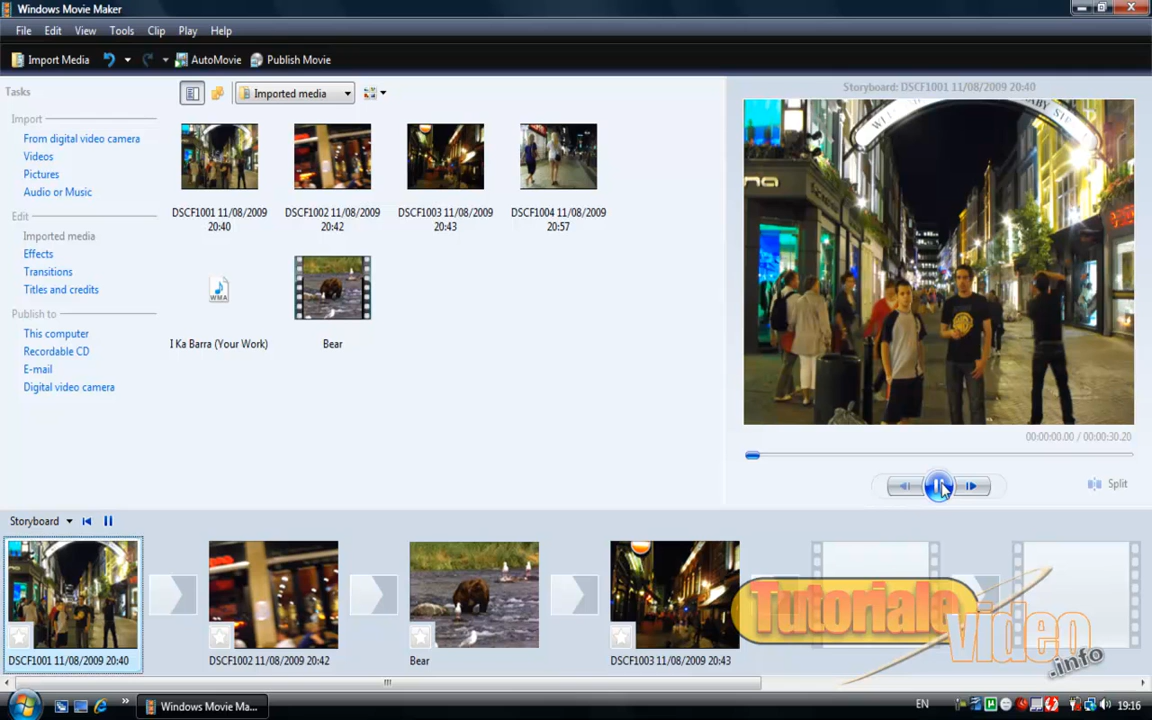 Windows Movie Maker
File Edit View Tools Clip Play Help
Import Media AutoMovie Publish Movie
Tasks
Imported media
Storyboard: DSCF1001 11/08/2009 20:40
Import
From digital video camera
Videos
Pictures
Audio or Music
Edit
Imported media
Effects
Transitions
Titles and credits
Publish to
This computer
Recordable CD
E-mail
Digital video camera
DSCF1001 11/08/2009
20:40
DSCF1002 11/08/2009
20:42
DSCF1003 11/08/2009
20:43
DSCF1004 11/08/2009
20:57
WMA
I Ka Barra (Your Work)
Bear
00:00:00.00 / 00:00:30.20
Split
Storyboard
DSCF1001 11/08/2009 20:40
DSCF1002 11/08/2009 20:42
Bear
DSCF1003 11/08/2009 20:43
Tutoriale
video
.info
»
Windows Movie Ma...
EN
19:16